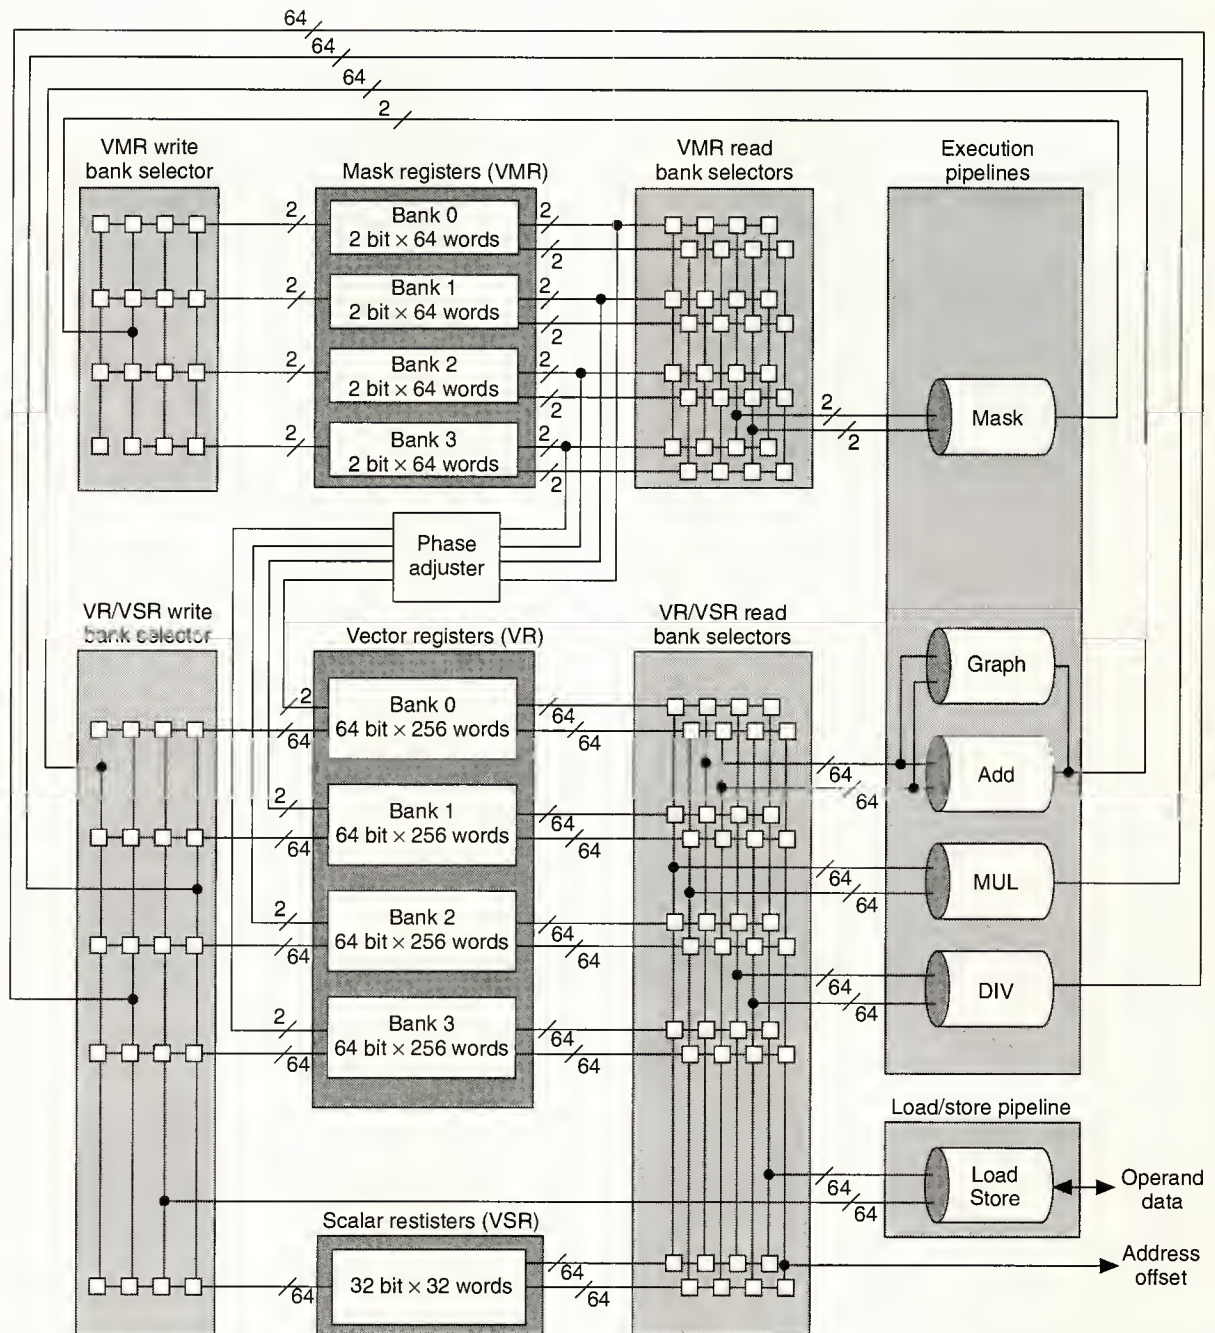 64
64
64
2
VMR write
bank selector
Mask registers (VMR)
VMR read
bank selectors
Execution
pipelines
2
Bank 0
2 bit × 64 words
2
2
2
Bank 1
2 bit × 64 words
2
2
2
Bank 2
2 bit × 64 words
2
2
2
Bank 3
2 bit × 64 words
2
2
2
2
Mask
Phase
adjuster
VR/VSR write
bank selector
Vector registers (VR)
VR/VSR read
bank selectors
Graph
2
64
Bank 0
64 bit × 256 words
64
64
64
64
Add
2
64
Bank 1
64 bit × 256 words
64
64
64
64
MUL
2
64
Bank 2
64 bit × 256 words
64
64
64
64
DIV
2
64
Bank 3
64 bit × 256 words
64
64
Load/store pipeline
64
64
Load
Store
Operand
data
Scalar restisters (VSR)
64
32 bit × 32 words
64
64
Address
offset